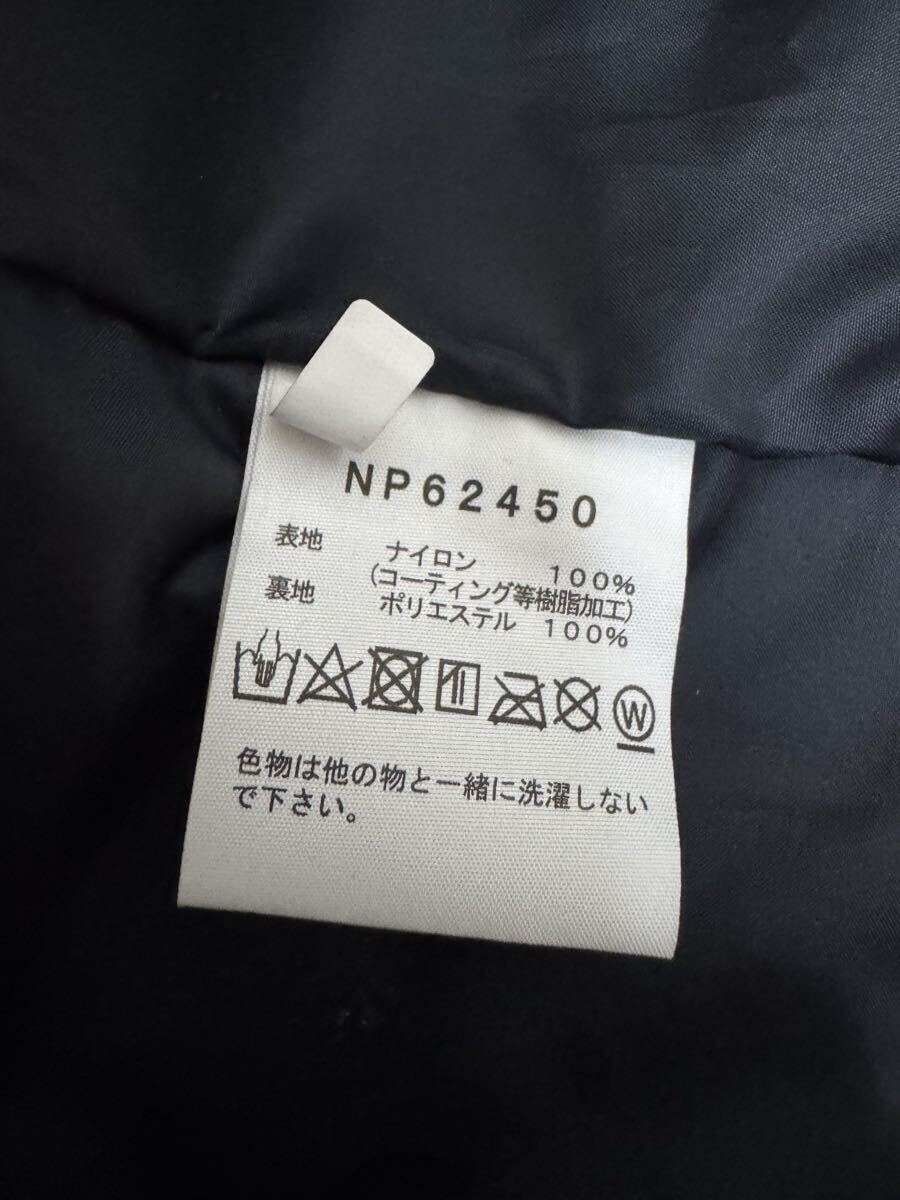 NP62450
表地 ナイロン 100%
(コーティング等樹脂加工)
裏地 ポリエステル 100%
W
色物は他の物と一緒に洗濯しない
で下さい。